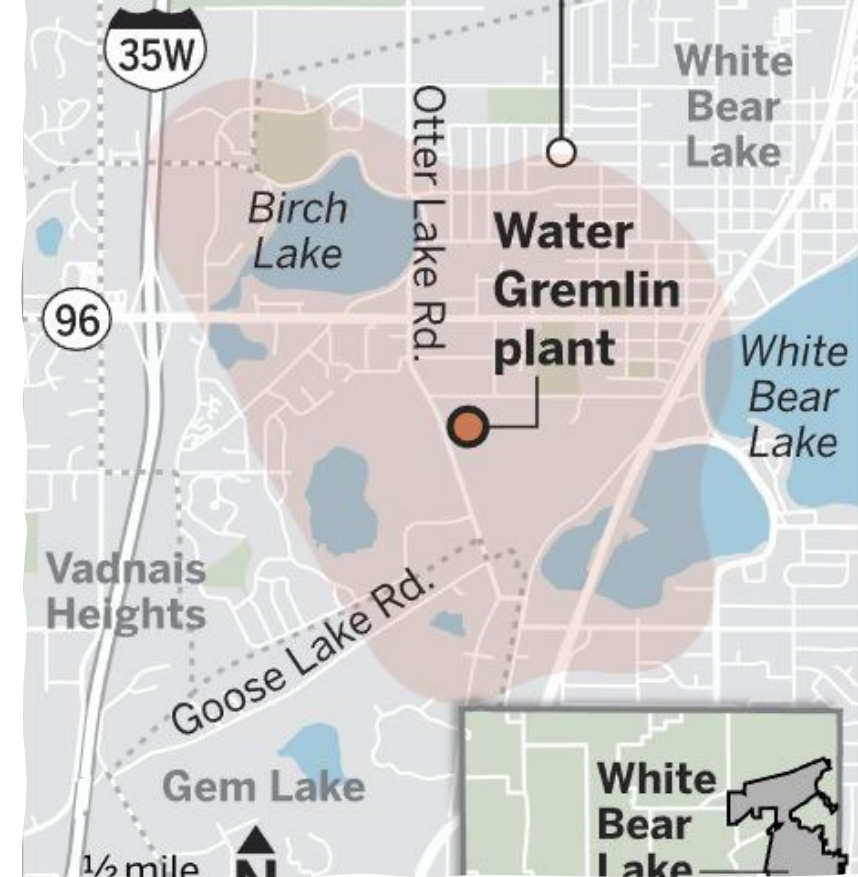 35W
White
Bear
Lake
Otter Lake Rd.
Birch
Lake
Water
Gremlin
plant
96
White
Bear
Lake
Vadnais
Heights
Goose Lake Rd.
Gem Lake
White
Bear
Lake
½ mile
N